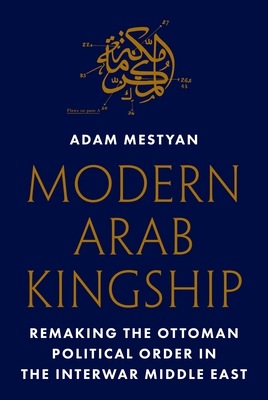 ADAM MESTYAN
MODERN
ARAB
KINGSHIP
REMAKING THE OTTOMAN
POLITICAL ORDER IN
THE INTERWAR MIDDLE EAST